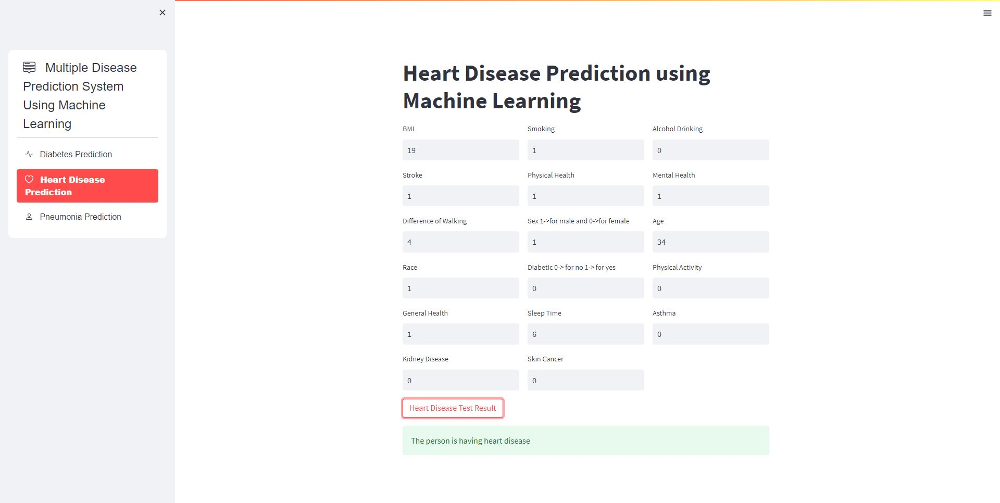 Multiple Disease
Prediction System
Using Machine
Learning
Diabetes Prediction
Heart Disease
Prediction
Pneumonia Prediction
Heart Disease Prediction using
Machine Learning
BMI Smoking Alcohol Drinking
19 1 0
Stroke Physical Health Mental Health
1 1 1
Difference of Walking Sex 1->for male and 0->for female Age
4 1 34
Race Diabetic 0-> for no 1-> for yes Physical Activity
1 0 0
General Health Sleep Time Asthma
1 6 0
Kidney Disease Skin Cancer
0 0
Heart Disease Test Result
The person is having heart disease